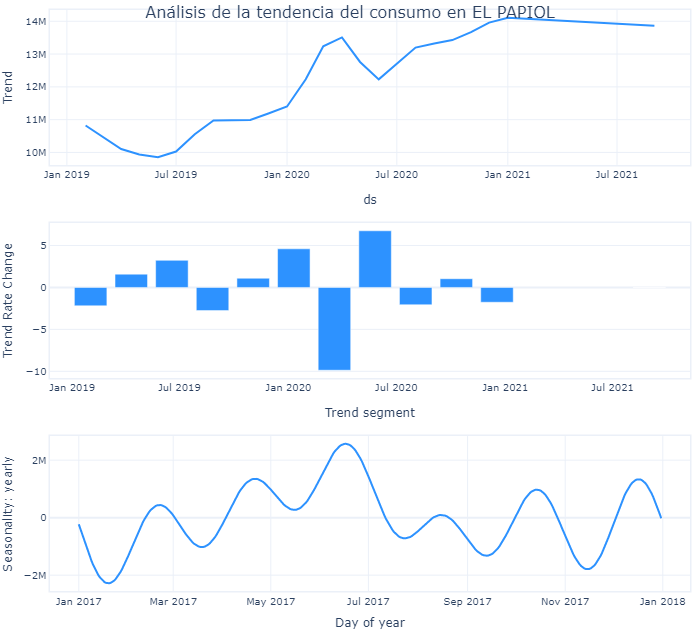 Análisis de la tendencia del consumo en EL PAPIOL
Trend
14M
13M
12M
11M
10M
Jan 2019 Jul 2019 Jan 2020 Jul 2020 Jan 2021 Jul 2021
ds
Trend Rate Change
5
0
−5
−10
Jan 2019 Jul 2019 Jan 2020 Jul 2020 Jan 2021 Jul 2021
Trend segment
Seasonality: yearly
2M
0
−2M
Jan 2017 Mar 2017 May 2017 Jul 2017 Sep 2017 Nov 2017 Jan 2018
Day of year